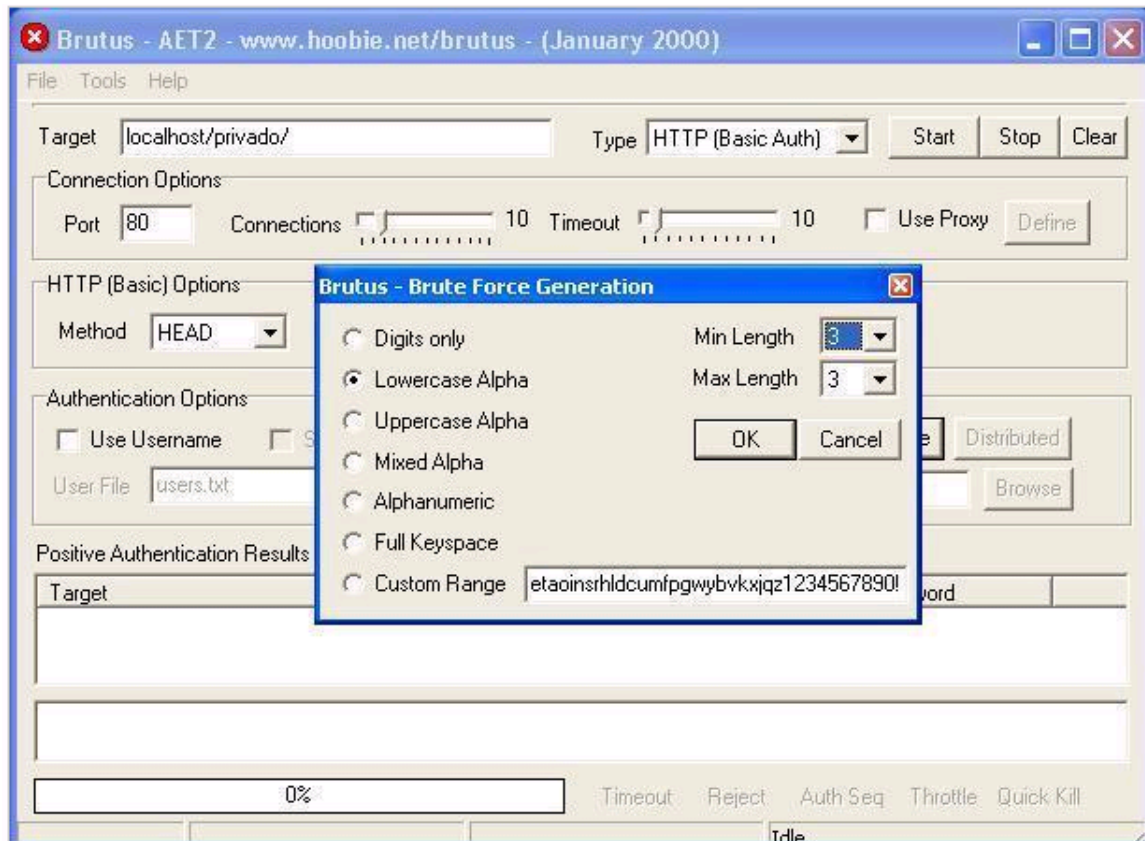 Brutus - AET2 - www.hoobie.net/brutus - (January 2000)
File Tools Help
Target localhost/privado/ Type HTTP (Basic Auth) Start Stop Clear
Connection Options
Port 80 Connections 10 Timeout 10 Use Proxy Define
HTTP (Basic) Options
Method HEAD
Brutus - Brute Force Generation
Digits only
Lowercase Alpha
Uppercase Alpha
Mixed Alpha
Alphanumeric
Full Keyspace
Custom Range etaoinsrhldcumfpgwybvkxjqz1234567890!
Min Length 3
Max Length 3
OK Cancel
Authentication Options
Use Username S e Distributed
User File users.txt Browse
Positive Authentication Results
Target word
0% Timeout Reject Auth Seq Throttle Quick Kill
Idle